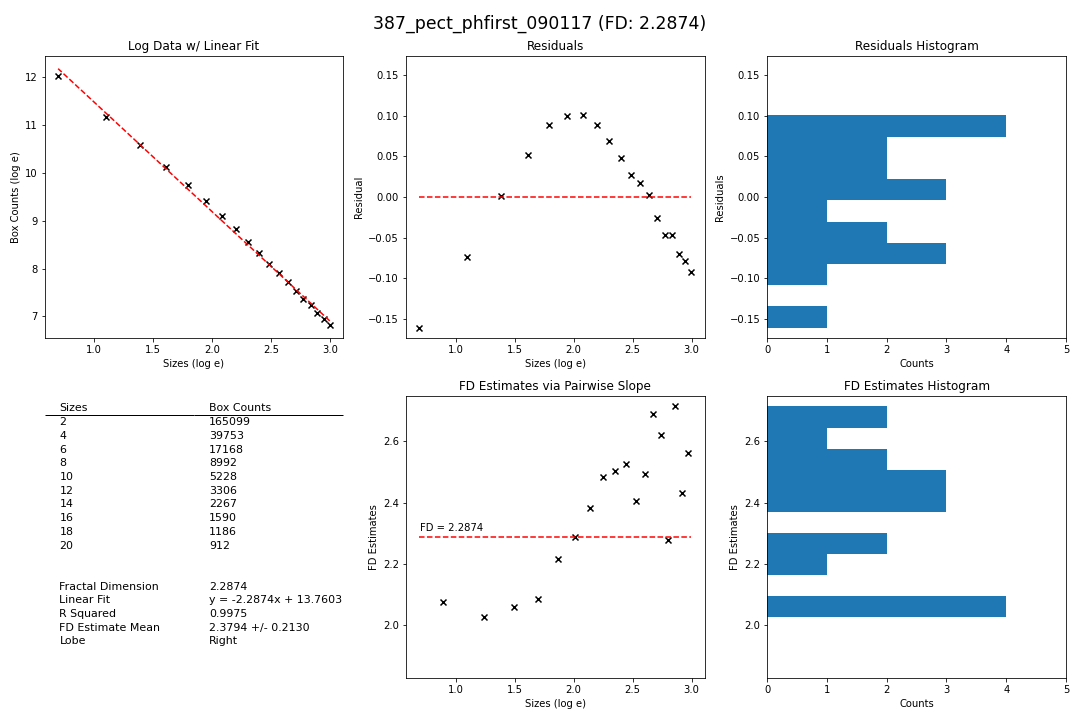 387_pect_phfirst_090117 (FD: 2.2874)
Log Data w/ Linear Fit
Box Counts (log e)
12
11
10
9
8
7
1.0 1.5 2.0 2.5 3.0
Sizes (log e)
Residuals
Residual
0.15
0.10
0.05
0.00
−0.05
−0.10
−0.15
1.0 1.5 2.0 2.5 3.0
Sizes (log e)
Residuals Histogram
Residuals
0.15
0.10
0.05
0.00
−0.05
−0.10
−0.15
0 1 2 3 4 5
Counts
Sizes Box Counts
2 165099
4 39753
6 17168
8 8992
10 5228
12 3306
14 2267
16 1590
18 1186
20 912
Fractal Dimension 2.2874
Linear Fit y = -2.2874x + 13.7603
R Squared 0.9975
FD Estimate Mean 2.3794 +/- 0.2130
Lobe Right
FD Estimates via Pairwise Slope
FD Estimates
2.6
2.4
2.2
2.0
FD = 2.2874
1.0 1.5 2.0 2.5 3.0
Sizes (log e)
FD Estimates Histogram
FD Estimates
2.6
2.4
2.2
2.0
0 1 2 3 4 5
Counts